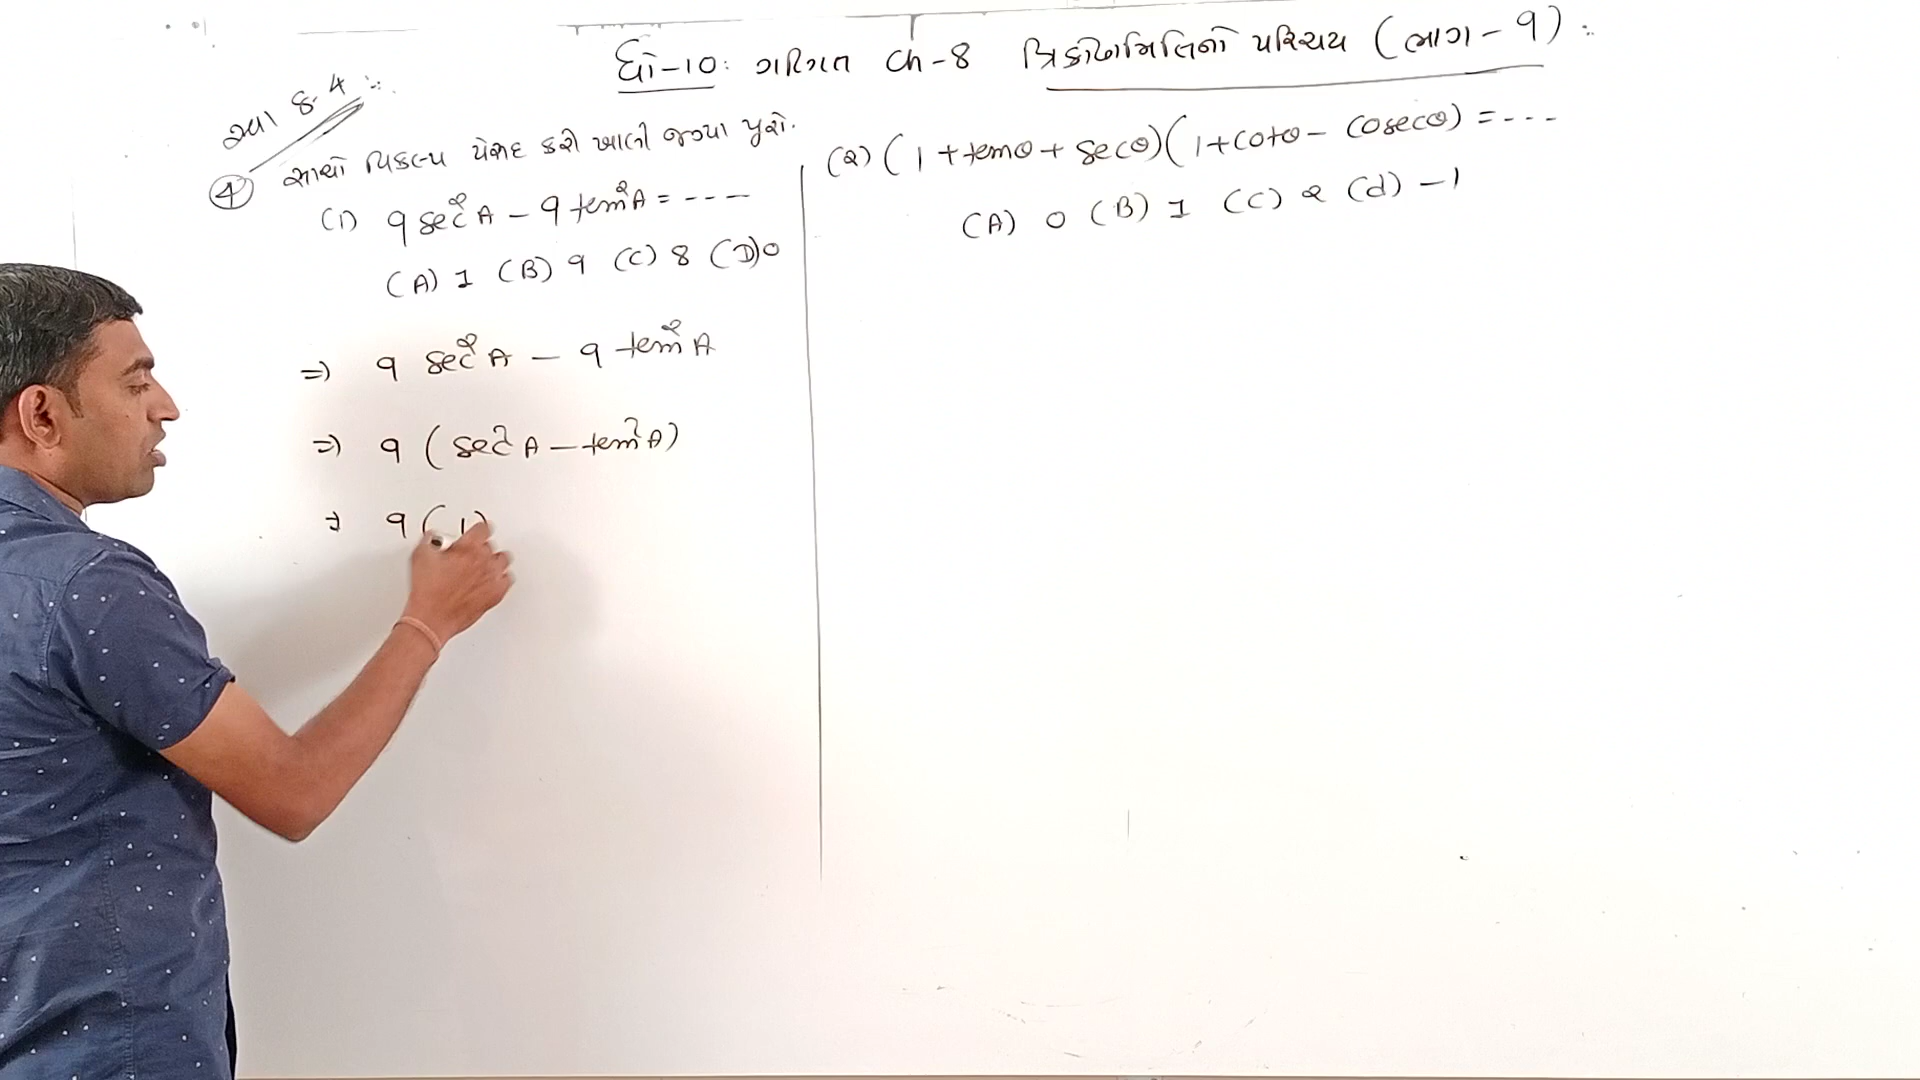 ધો-10: ગણિત Ch-8 ત્રિકોણમિતિનો પરિચય (ભાગ-9):
સ્વા 8.4:
(4) સાચો વિકલ્પ પસંદ કરી ખાલી જગ્યા પુરો.
(1) 9 sec²A - 9 tan²A = ----
(A) 1 (B) 9 (C) 8 (D) 0
⇒ 9 sec²A - 9 tan²A
⇒ 9 (sec²A - tan²A)
⇒ 9 (1)
(૨) (1 + tanθ + secθ)(1 + cotθ - cosecθ) = ---
(A) 0 (B) 1 (C) ૨ (d) -1